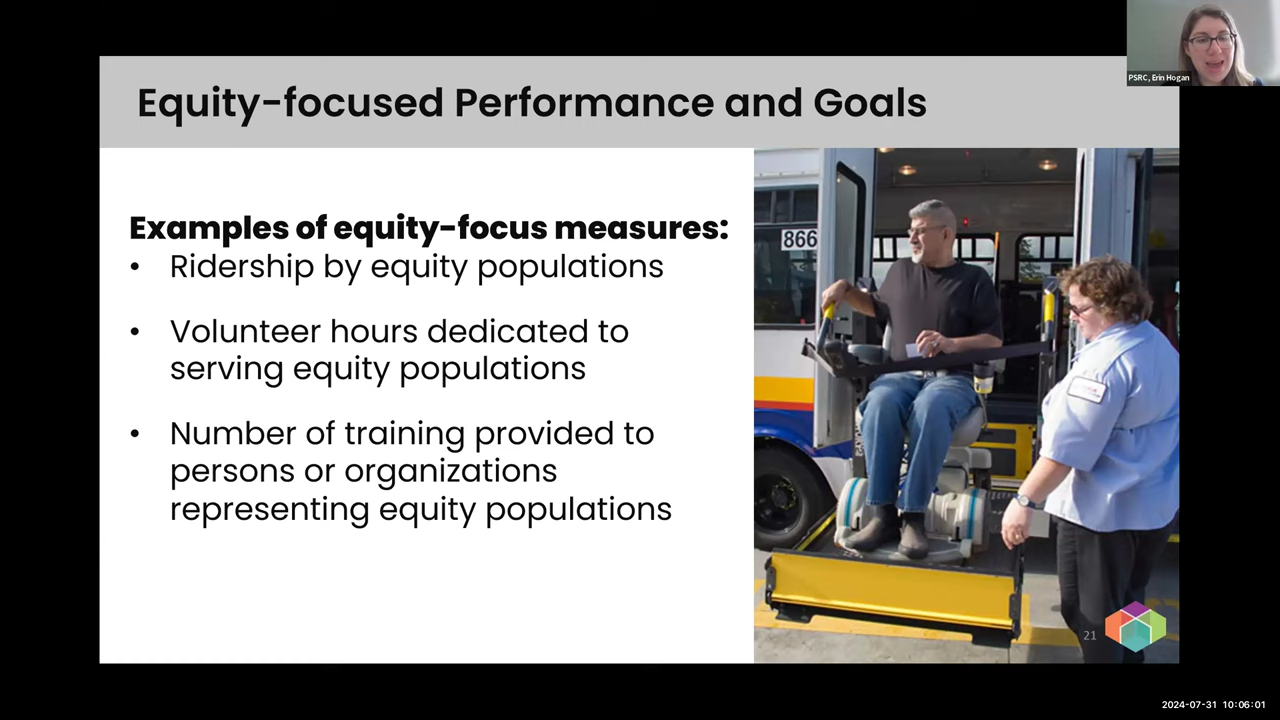 PSRC, Erin Hogan
Equity-focused Performance and Goals
Examples of equity-focus measures:
• Ridership by equity populations
• Volunteer hours dedicated to
serving equity populations
• Number of training provided to
persons or organizations
representing equity populations
866
21
2024-07-31 10:06:01